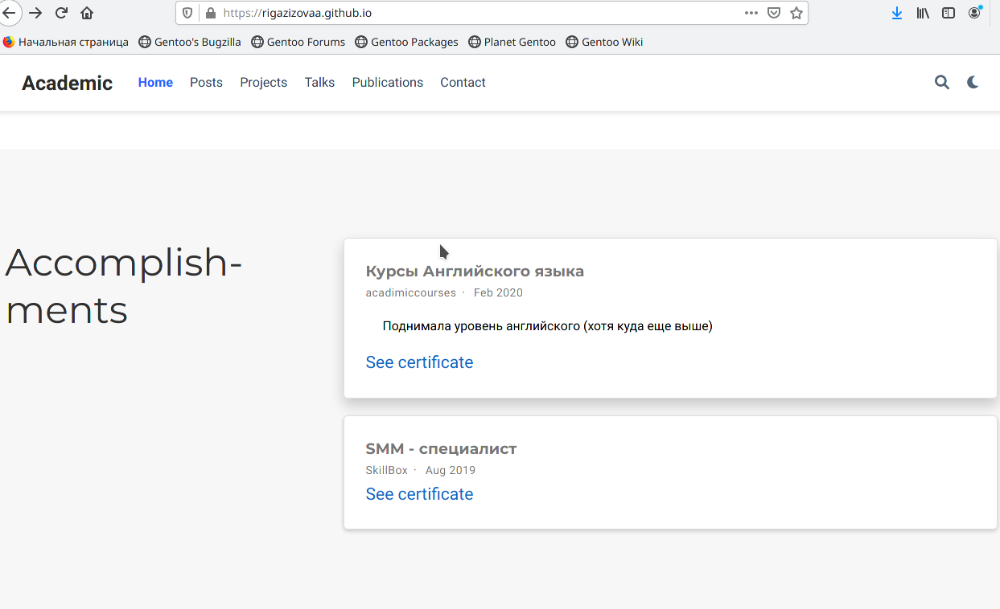 https://rigazizovaa.github.io
Начальная страница Gentoo's Bugzilla Gentoo Forums Gentoo Packages Planet Gentoo Gentoo Wiki
Academic Home Posts Projects Talks Publications Contact
Accomplish-
ments
Курсы Английского языка
acadimiccourses · Feb 2020
Поднимала уровень английского (хотя куда еще выше)
See certificate
SMM - специалист
SkillBox · Aug 2019
See certificate